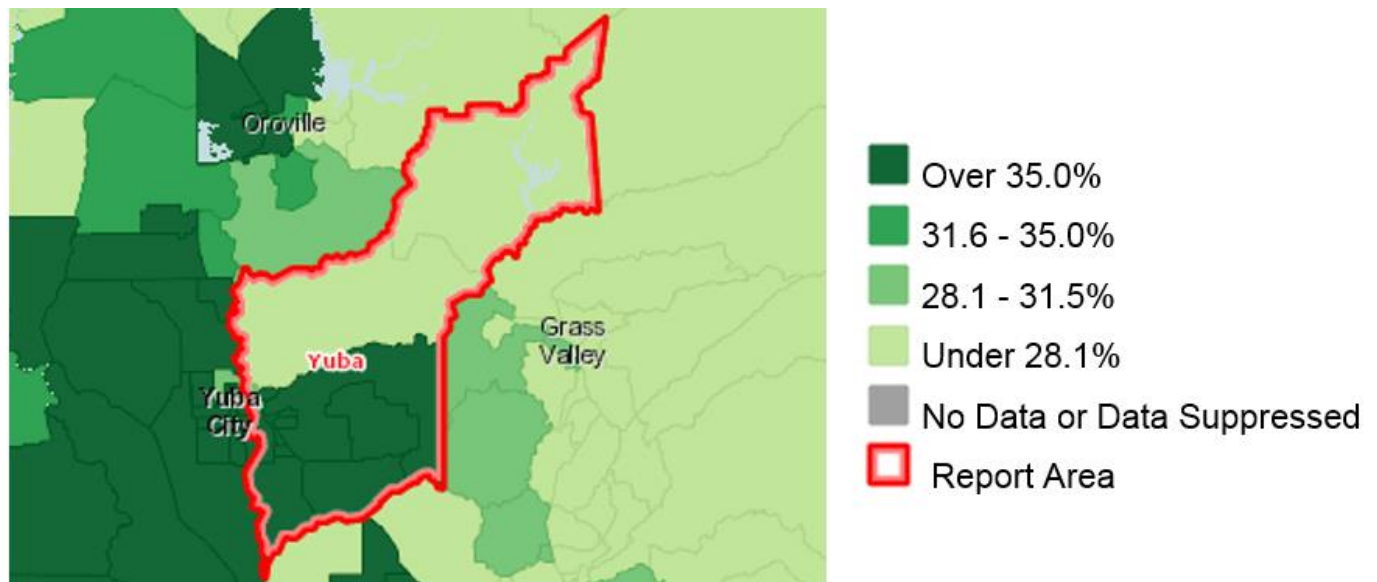 Oroville
Grass
Valley
Yuba
Yuba
City
Over 35.0%
31.6 - 35.0%
28.1 - 31.5%
Under 28.1%
No Data or Data Suppressed
Report Area